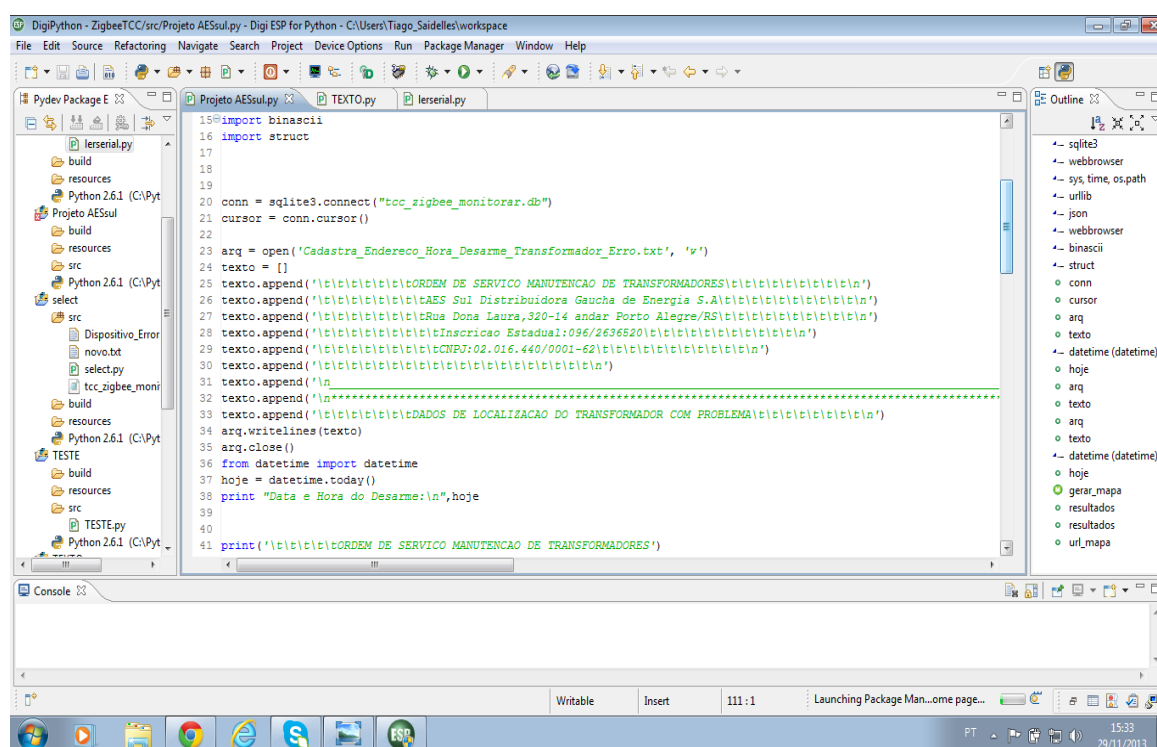 DigiPython - ZigbeeTCC/src/Projeto AESsul.py - Digi ESP for Python - C:\Users\Tiago_Saidelles\workspace
File Edit Source Refactoring Navigate Search Project Device Options Run Package Manager Window Help
Pydev Package E
lerserial.py
build
resources
Python 2.6.1 (C:\Pyt
Projeto AESsul
build
resources
src
Python 2.6.1 (C:\Pyt
select
src
Dispositivo_Error
novo.txt
select.py
tcc_zigbee_moni
build
resources
Python 2.6.1 (C:\Pyt
TESTE
build
resources
src
TESTE.py
Python 2.6.1 (C:\Pyt
Projeto AESsul.py TEXTO.py lerserial.py
15 import binascii
16 import struct
17
18
19
20 conn = sqlite3.connect("tcc_zigbee_monitorar.db")
21 cursor = conn.cursor()
22
23 arq = open('Cadastra_Endereco_Hora_Desarme_Transformador_Erro.txt', 'v')
24 texto = []
25 texto.append('\t\t\t\t\t\t\tORDEM DE SERVICO MANUTENCAO DE TRANSFORMADORES\t\t\t\t\t\t\t\t\t\n')
26 texto.append('\t\t\t\t\t\t\t\tAES Sul Distribuidora Gaucha de Energia S.A\t\t\t\t\t\t\t\t\t\t\n')
27 texto.append('\t\t\t\t\t\t\t\tRua Dona Laura,320-14 andar Porto Alegre/RS\t\t\t\t\t\t\t\t\t\t\n')
28 texto.append('\t\t\t\t\t\t\t\t\tInscricao Estadual:096/2636520\t\t\t\t\t\t\t\t\t\t\t\n')
29 texto.append('\t\t\t\t\t\t\t\t\tCNPJ:02.016.440/0001-62\t\t\t\t\t\t\t\t\t\t\t\n')
30 texto.append('\t\t\t\t\t\t\t\t\t\t\t\t\t\t\t\t\t\t\t\n')
31 texto.append('\n____
32 texto.append('\n****
33 texto.append('\t\t\t\t\t\t\tDADOS DE LOCALIZACAO DO TRANSFORMADOR COM PROBLEMA\t\t\t\t\t\t\t\t\n')
34 arq.writelines(texto)
35 arq.close()
36 from datetime import datetime
37 hoje = datetime.today()
38 print "Data e Hora do Desarme:\n",hoje
39
40
41 print('\t\t\t\t\tORDEM DE SERVICO MANUTENCAO DE TRANSFORMADORES')
Outline
sqlite3
webbrowser
sys, time, os.path
urllib
json
webbrowser
binascii
struct
conn
cursor
arq
texto
datetime (datetime)
hoje
arq
texto
arq
texto
datetime (datetime)
hoje
gerar_mapa
resultados
resultados
url_mapa
Console
Writable Insert 111 : 1 Launching Package Man...ome page...
PT 15:33
29/11/2013